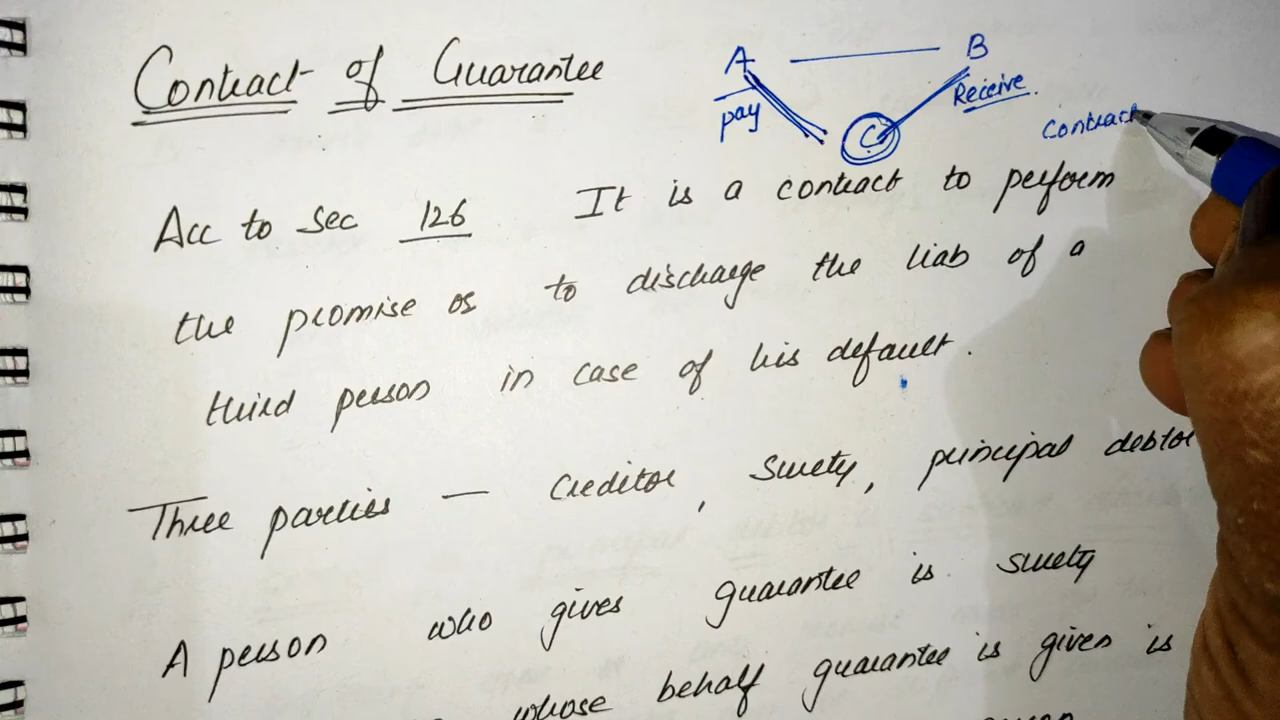 Contract of Guarantee
A B
pay C Receive.
Contract
Acc to Sec 126 It is a contract to perform
the promise or to discharge the liab of a
third person in case of his default.
Three parties — Creditor, Surety, principal debtor
A person who gives guarantee is surety
whose behalf guarantee is given is